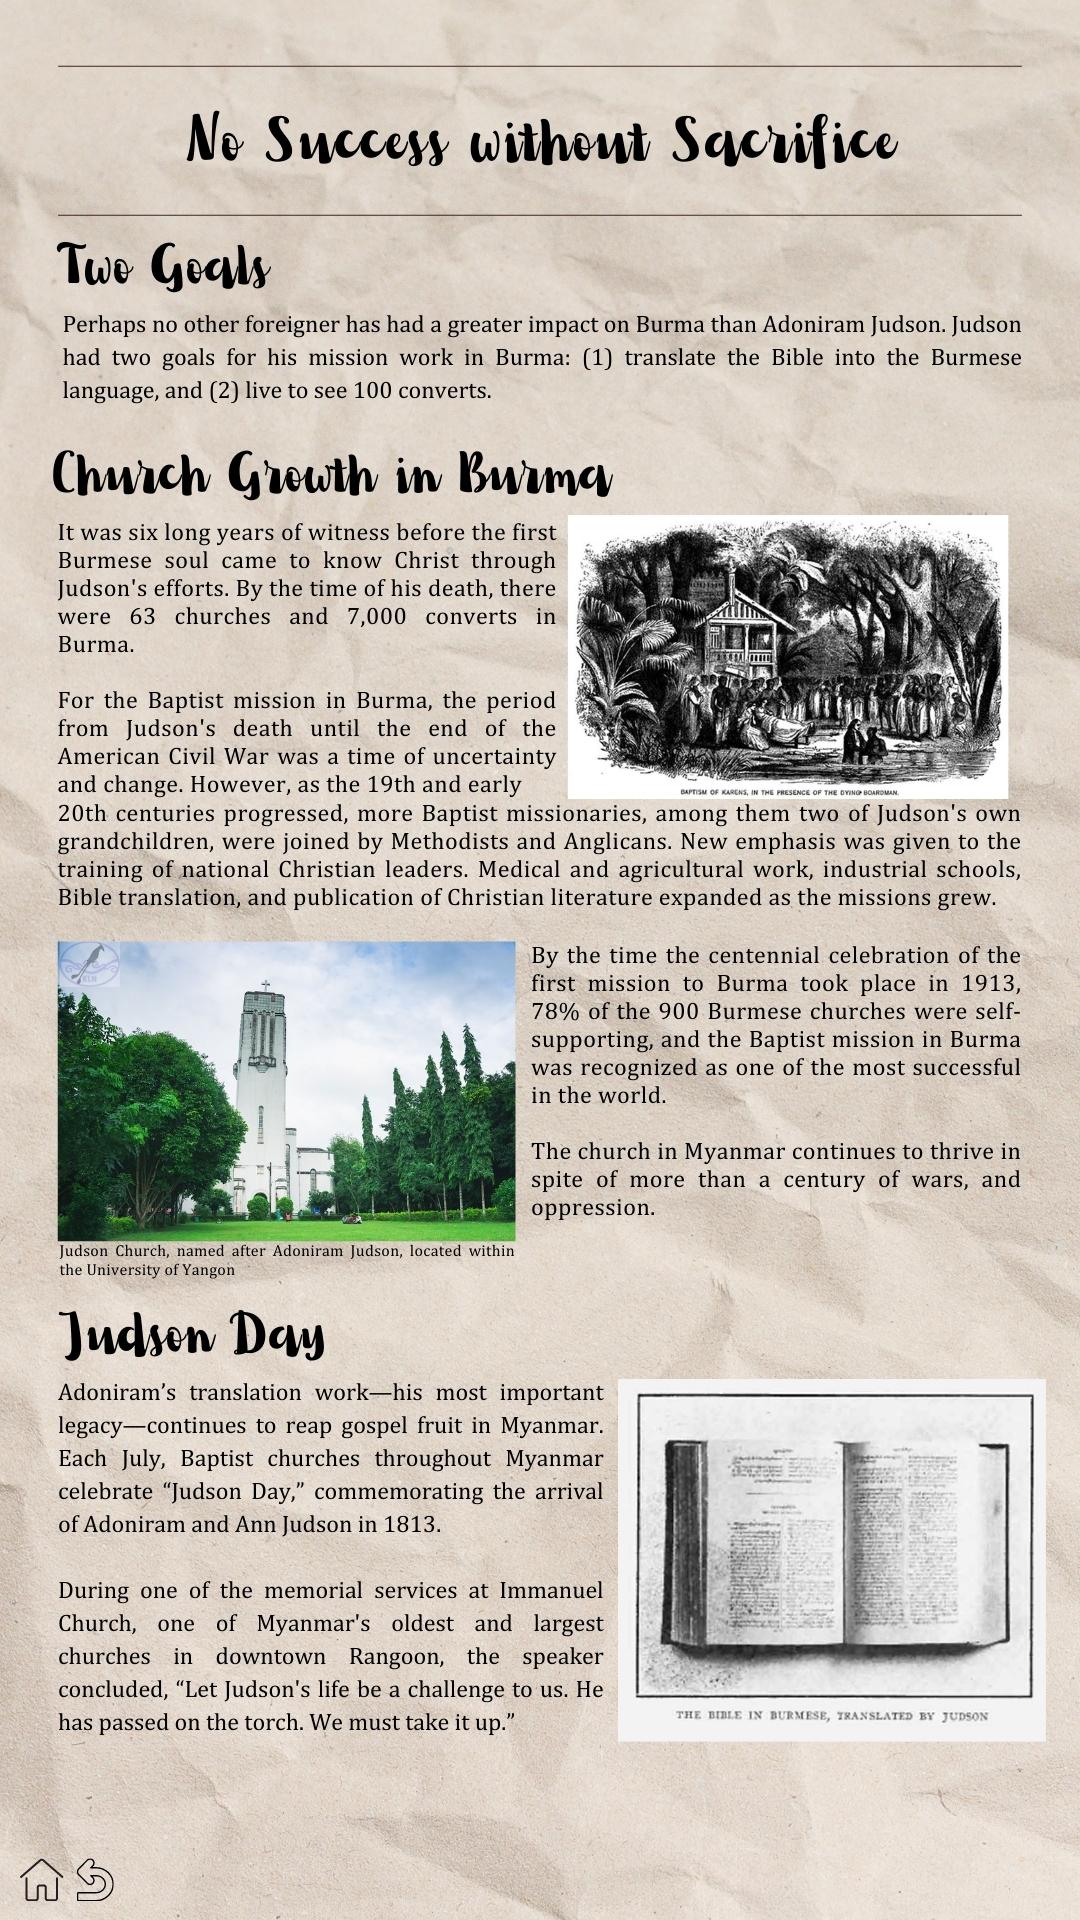 No Success without Sacrifice
Two Goals
Perhaps no other foreigner has had a greater impact on Burma than Adoniram Judson. Judson
had two goals for his mission work in Burma: (1) translate the Bible into the Burmese
language, and (2) live to see 100 converts.
Church Growth in Burma
It was six long years of witness before the first
Burmese soul came to know Christ through
Judson's efforts. By the time of his death, there
were 63 churches and 7,000 converts in
Burma.
For the Baptist mission in Burma, the period
from Judson's death until the end of the
American Civil War was a time of uncertainty
and change. However, as the 19th and early
BAPTISM OF KARENS, IN THE PRESENCE OF THE DYING BOARDMAN.
20th centuries progressed, more Baptist missionaries, among them two of Judson's own
grandchildren, were joined by Methodists and Anglicans. New emphasis was given to the
training of national Christian leaders. Medical and agricultural work, industrial schools,
Bible translation, and publication of Christian literature expanded as the missions grew.
KLN
By the time the centennial celebration of the
first mission to Burma took place in 1913,
78% of the 900 Burmese churches were self-
supporting, and the Baptist mission in Burma
was recognized as one of the most successful
in the world.
The church in Myanmar continues to thrive in
spite of more than a century of wars, and
oppression.
Judson Church, named after Adoniram Judson, located within
the University of Yangon
Judson Day
Adoniram’s translation work—his most important
legacy—continues to reap gospel fruit in Myanmar.
Each July, Baptist churches throughout Myanmar
celebrate “Judson Day,” commemorating the arrival
of Adoniram and Ann Judson in 1813.
During one of the memorial services at Immanuel
Church, one of Myanmar's oldest and largest
churches in downtown Rangoon, the speaker
concluded, “Let Judson's life be a challenge to us. He
has passed on the torch. We must take it up.”
THE BIBLE IN BURMESE, TRANSLATED BY JUDSON